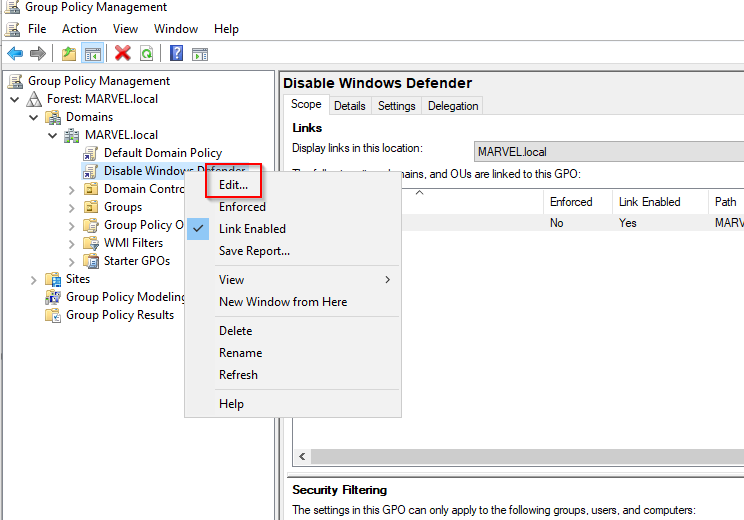 Group Policy Management
File Action View Window Help
Group Policy Management
Forest: MARVEL.local
Domains
MARVEL.local
Default Domain Policy
Disable Windows Defender
Domain Contro
Groups
Group Policy O
WMI Filters
Starter GPOs
Sites
Group Policy Modeling
Group Policy Results
Edit...
Enforced
Link Enabled
Save Report...
View
New Window from Here
Delete
Rename
Refresh
Help
Disable Windows Defender
Scope Details Settings Delegation
Links
Display links in this location: MARVEL.local
and OUs are linked to this GPO:
Enforced Link Enabled Path
No Yes MARV
Security Filtering
The settings in this GPO can only apply to the following groups, users, and computers: